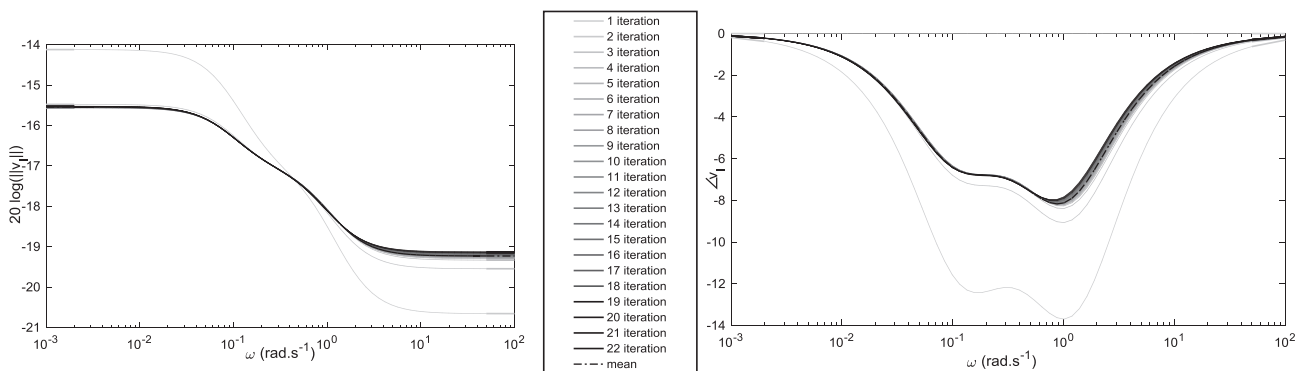 -14
-15
-16
-17
-18
-19
-20
-21
20 log(||v_I||)
10^-3
10^-2
10^-1
10^0
10^1
10^2
ω (rad.s^-1)
1 iteration
2 iteration
3 iteration
4 iteration
5 iteration
6 iteration
7 iteration
8 iteration
9 iteration
10 iteration
11 iteration
12 iteration
13 iteration
14 iteration
15 iteration
16 iteration
17 iteration
18 iteration
19 iteration
20 iteration
21 iteration
22 iteration
mean
0
-2
-4
-6
-8
-10
-12
-14
∠v_I
10^-3
10^-2
10^-1
10^0
10^1
10^2
ω (rad.s^-1)